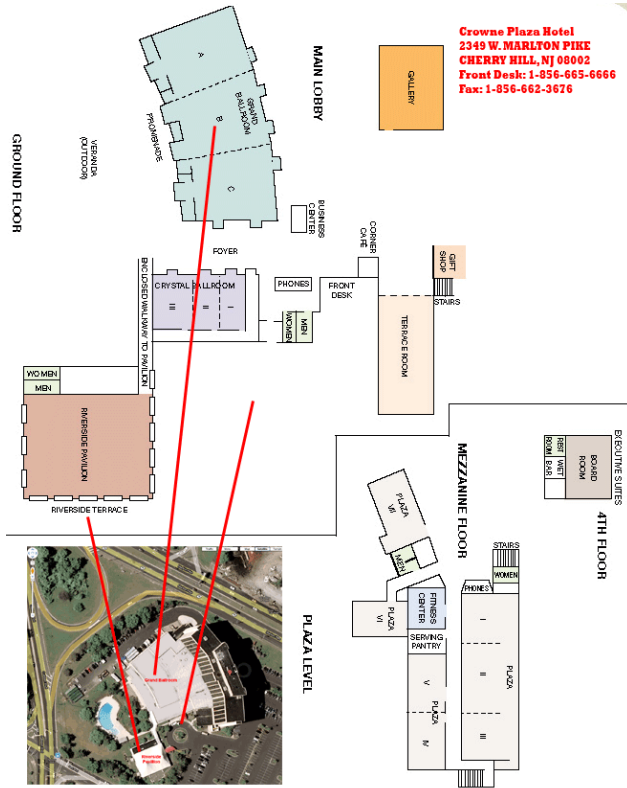 Crowne Plaza Hotel
2349 W. MARLTON PIKE
CHERRY HILL, NJ 08002
Front Desk: 1-856-665-6666
Fax: 1-856-662-3676
MAIN LOBBY
GALLERY
A
GRAND
BALLROOM
B
C
PROMENADE
VERANDA
(OUTDOOR)
GROUND FLOOR
BUSINESS
CENTER
FOYER
CORNER
CAFÉ
GIFT
SHOP
STAIRS
PHONES
FRONT
DESK
CRYSTAL BALLROOM
III
II
I
WOMEN
MEN
TERRACE ROOM
ENCLOSED WALKWAY TO PAVILION
WOMEN
MEN
RIVERSIDE PAVILION
RIVERSIDE TERRACE
EXECUTIVE SUITES
BOARD
ROOM
REST
ROOM
WET
BAR
4TH FLOOR
MEZZANINE FLOOR
PLAZA
VII
MEN
STAIRS
WOMEN
PHONES
FITNESS
CENTER
PLAZA
VI
SERVING
PANTRY
PLAZA
V
IV
PLAZA
I
II
III
PLAZA LEVEL
Grand Ballroom
Riverside
Pavilion